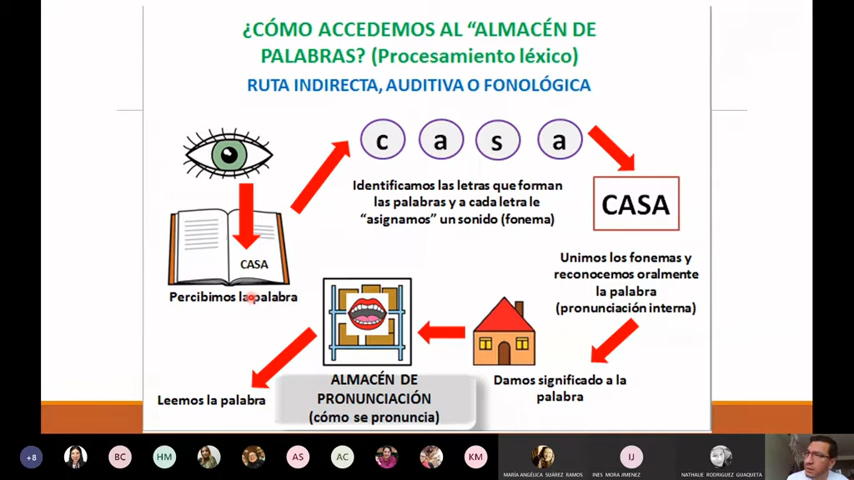 ¿CÓMO ACCEDEMOS AL “ALMACÉN DE
PALABRAS? (Procesamiento léxico)
RUTA INDIRECTA, AUDITIVA O FONOLÓGICA
c a s a
Identificamos las letras que forman
las palabras y a cada letra le
“asignamos” un sonido (fonema)
CASA
CASA
Percibimos la palabra
Unimos los fonemas y
reconocemos oralmente
la palabra
(pronunciación interna)
Damos significado a la
palabra
ALMACÉN DE
PRONUNCIACIÓN
(cómo se pronuncia)
Leemos la palabra
+8
BC
HM
AS
AC
KM
MARÍA ANGÉLICA SUÁREZ RAMOS
IJ
INES MORA JIMENEZ
NATHALIE RODRIGUEZ GUAQUETA